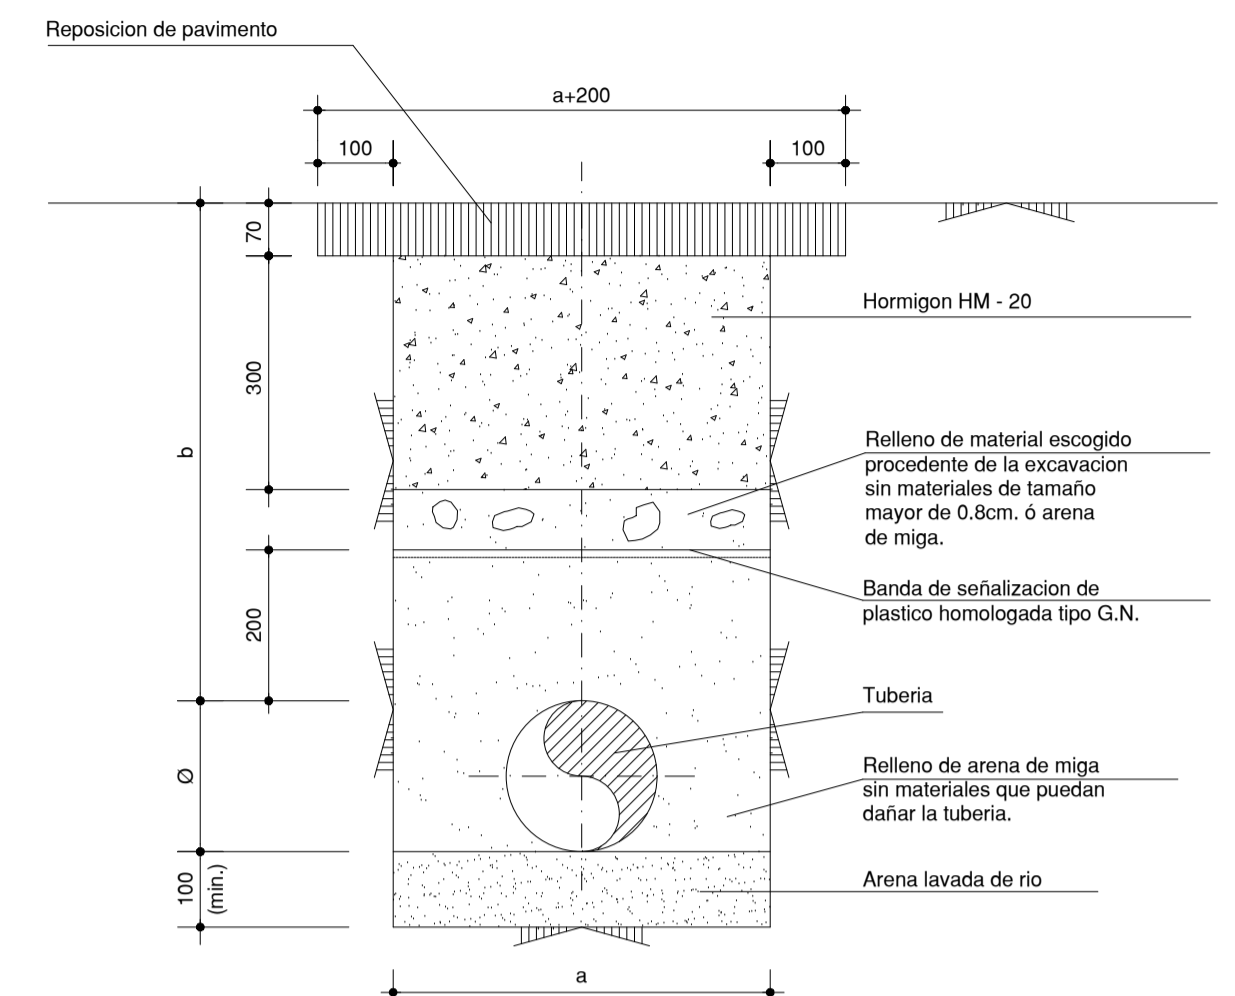 Reposicion de pavimento
a+200
100
100
70
Hormigon HM - 20
300
b
Relleno de material escogido
procedente de la excavacion
sin materiales de tamaño
mayor de 0.8cm. ó arena
de miga.
Banda de señalizacion de
plastico homologada tipo G.N.
200
Tuberia
Ø
Relleno de arena de miga
sin materiales que puedan
dañar la tuberia.
100
(min.)
Arena lavada de rio
a